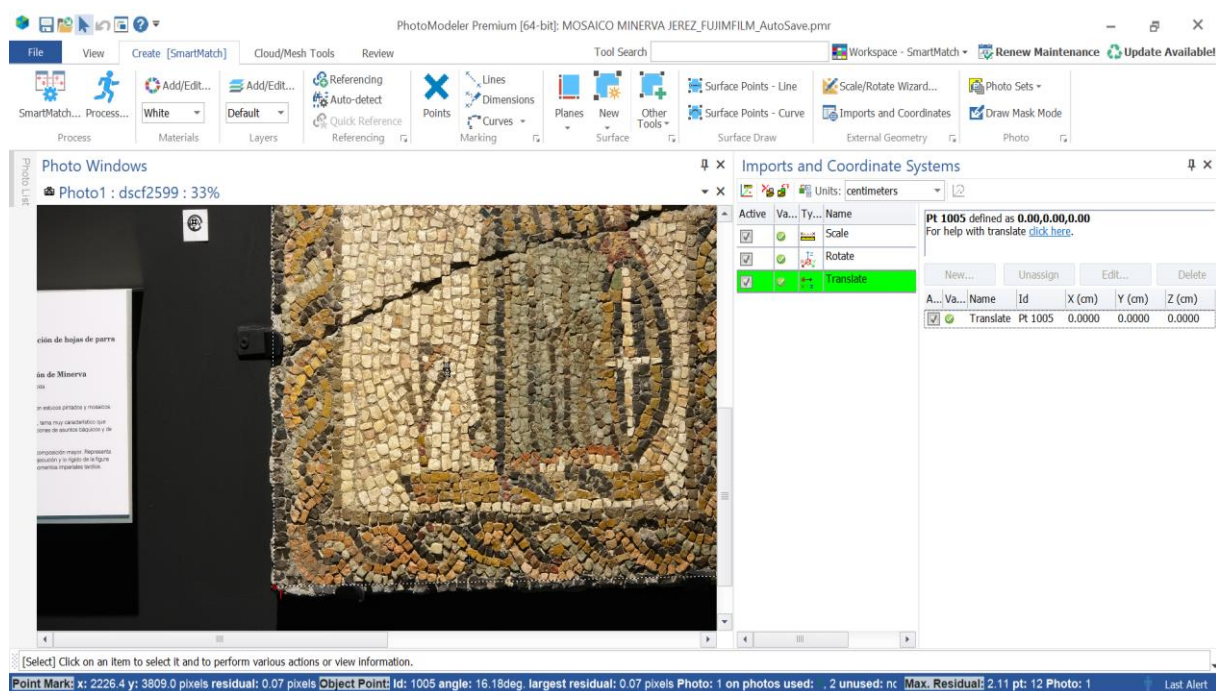 PhotoModeler Premium [64-bit]: MOSAICO MINERVA JEREZ_FUJIMFILM_AutoSave.pmr
File View Create [SmartMatch] Cloud/Mesh Tools Review Tool Search Workspace - SmartMatch Renew Maintenance Update Available!
SmartMatch... Process...
Process
Add/Edit...
White
Materials
Add/Edit...
Default
Layers
Referencing
Auto-detect
Quick Reference
Referencing
Points
Lines
Dimensions
Curves
Marking
Planes New Other Tools
Surface
Surface Points - Line
Surface Points - Curve
Surface Draw
Scale/Rotate Wizard...
Imports and Coordinates
External Geometry
Photo Sets
Draw Mask Mode
Photo
Photo List
Photo Windows
Photo1 : dscf2599 : 33%
ción de hojas de parra
ón de Minerva
Imports and Coordinate Systems
Units: centimeters
Active Va... Ty... Name
Scale
Rotate
Translate
Pt 1005 defined as 0.00,0.00,0.00
For help with translate click here.
New... Unassign Edit... Delete
A... Va... Name Id X (cm) Y (cm) Z (cm)
Translate Pt 1005 0.0000 0.0000 0.0000
[Select] Click on an item to select it and to perform various actions or view information.
Point Mark: x: 2226.4 y: 3809.0 pixels residual: 0.07 pixels Object Point: Id: 1005 angle: 16.18deg. largest residual: 0.07 pixels Photo: 1 on photos used: , 2 unused: nc Max. Residual: 2.11 pt: 12 Photo: 1 Last Alert